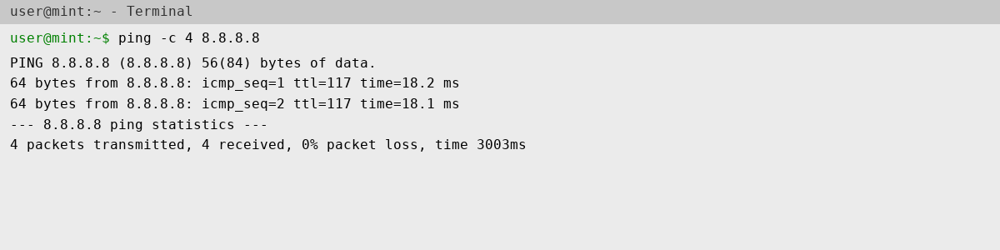 user@mint:~ - Terminal
user@mint:~$ ping -c 4 8.8.8.8
PING 8.8.8.8 (8.8.8.8) 56(84) bytes of data.
64 bytes from 8.8.8.8: icmp_seq=1 ttl=117 time=18.2 ms
64 bytes from 8.8.8.8: icmp_seq=2 ttl=117 time=18.1 ms
--- 8.8.8.8 ping statistics ---
4 packets transmitted, 4 received, 0% packet loss, time 3003ms